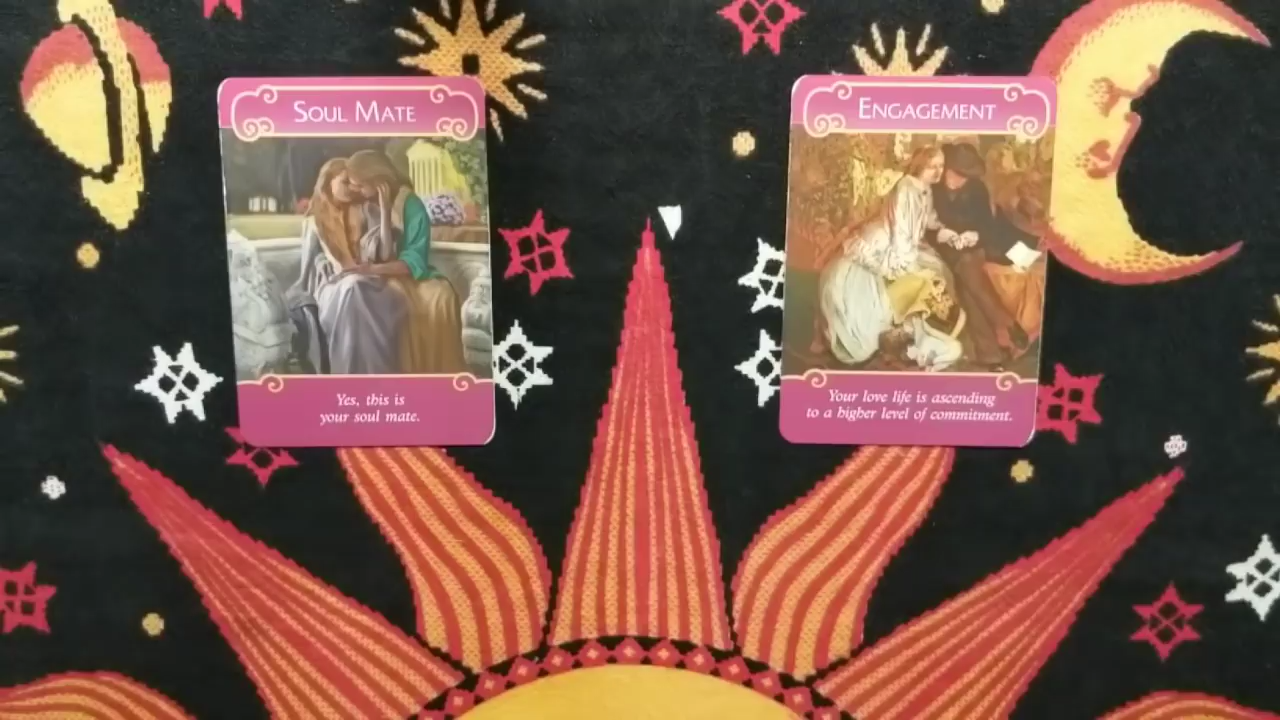 Soul Mate
Yes, this is
your soul mate.
Engagement
Your love life is ascending
to a higher level of commitment.